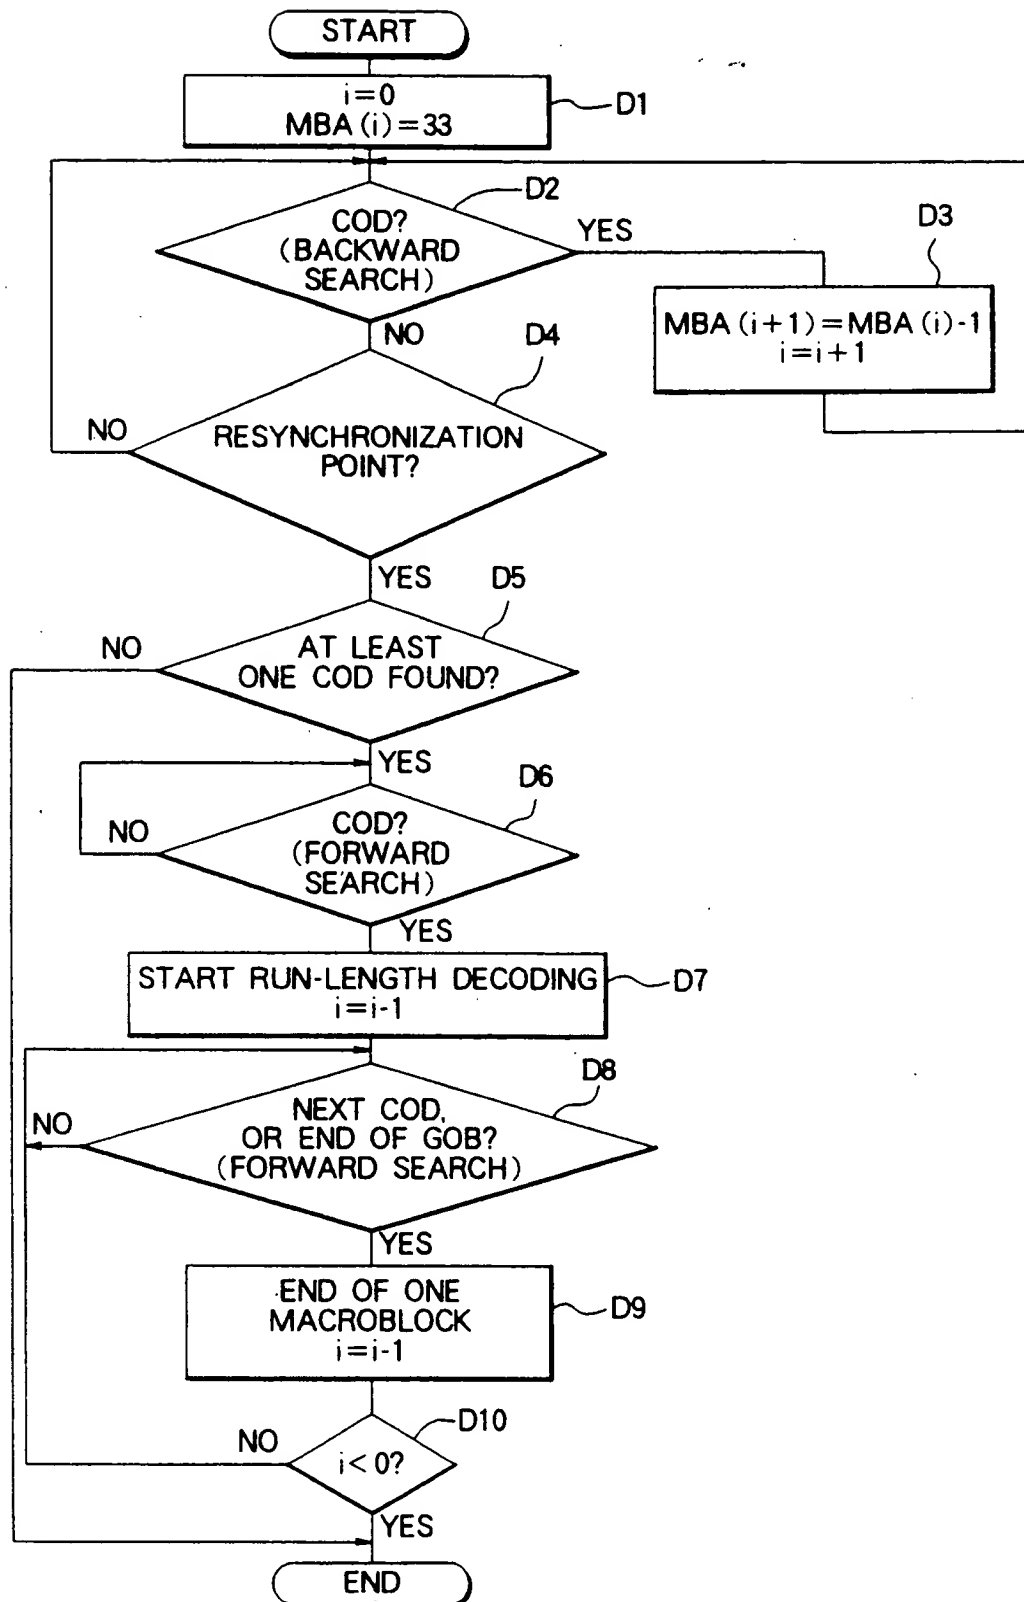 START
i=0
MBA(i)=33
D1
D2
COD?
(BACKWARD
SEARCH)
YES
D3
MBA(i+1)=MBA(i)-1
i=i+1
NO
D4
NO
RESYNCHRONIZATION
POINT?
YES
D5
NO
AT LEAST
ONE COD FOUND?
YES
D6
NO
COD?
(FORWARD
SEARCH)
YES
START RUN-LENGTH DECODING
i=i-1
D7
D8
NO
NEXT COD,
OR END OF GOB?
(FORWARD SEARCH)
YES
END OF ONE
MACROBLOCK
i=i-1
D9
D10
NO
i<0?
YES
END